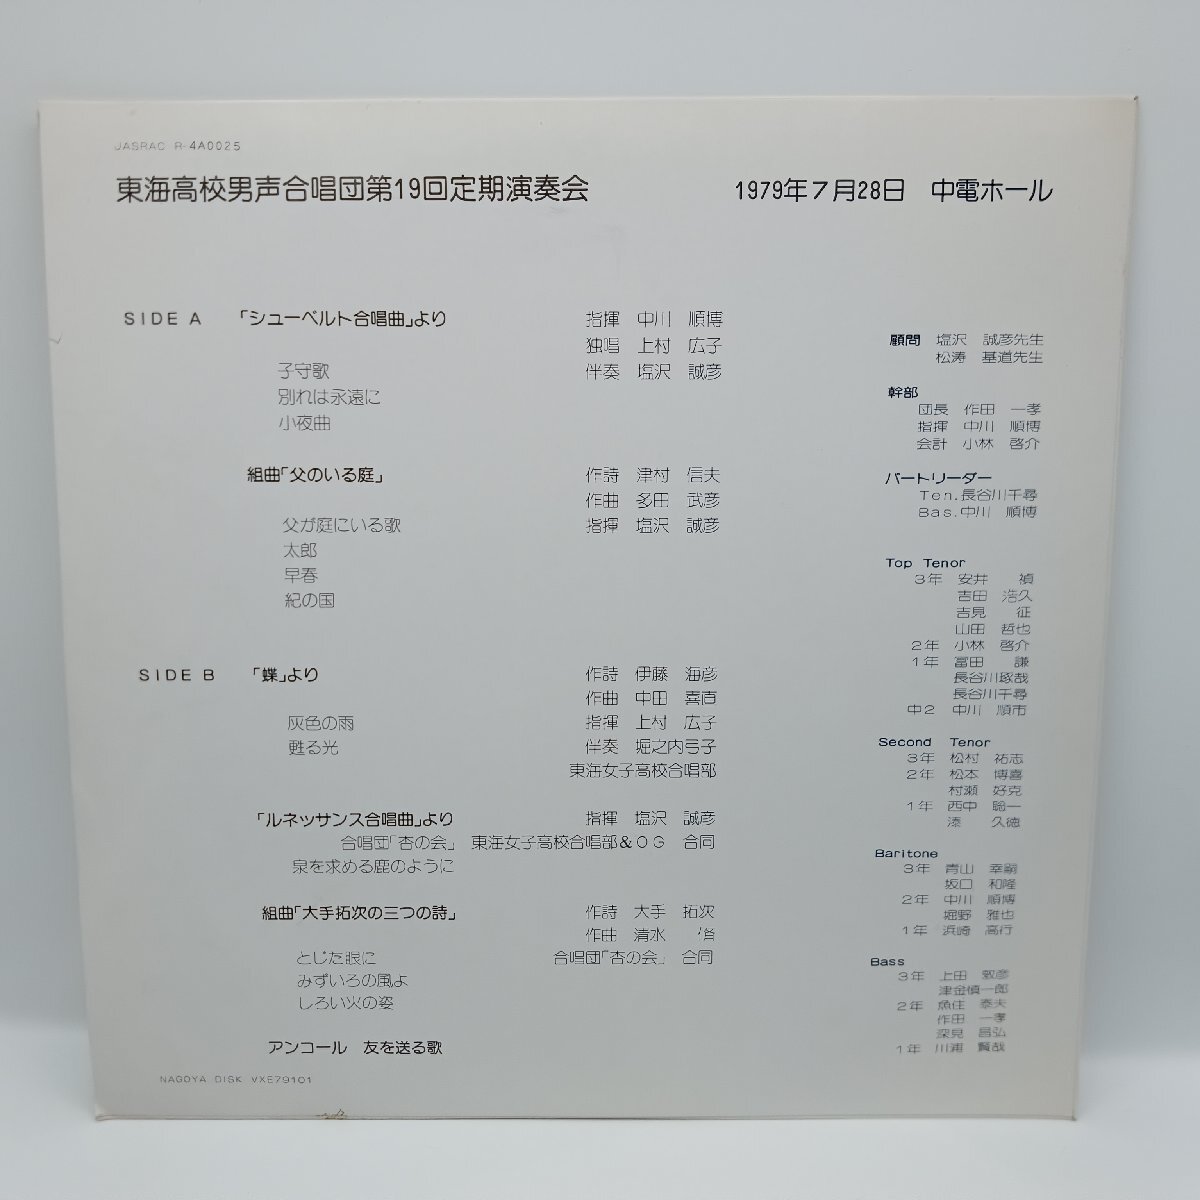 JASRAC R-4A0025
東海高校男声合唱団第19回定期演奏会 1979年7月28日 中電ホール
SIDE A 「シューベルト合唱曲」より 指揮 中川 順博
独唱 上村 広子
子守歌 伴奏 塩沢 誠彦
別れは永遠に
小夜曲
組曲「父のいる庭」 作詩 津村 信夫
作曲 多田 武彦
父が庭にいる歌 指揮 塩沢 誠彦
太郎
早春
紀の国
SIDE B 「蝶」より 作詩 伊藤 海彦
作曲 中田 喜直
灰色の雨 指揮 上村 広子
甦る光 伴奏 堀之内弓子
東海女子高校合唱部
「ルネッサンス合唱曲」より 指揮 塩沢 誠彦
合唱団「杏の会」 東海女子高校合唱部&OG 合同
泉を求める鹿のように
組曲「大手拓次の三つの詩」 作詩 大手 拓次
作曲 清水 脩
とじた眼に 合唱団「杏の会」 合同
みずいろの風よ
しろい火の姿
アンコール 友を送る歌
NAGOYA DISK VXE79101
顧問 塩沢 誠彦先生
松涛 基道先生
幹部
団長 作田 一孝
指揮 中川 順博
会計 小林 啓介
パートリーダー
Ten.長谷川千尋
Bas.中川 順博
Top Tenor
3年 安井 禎
吉田 浩久
吉見 征
山田 哲也
2年 小林 啓介
1年 冨田 謙
長谷川琢哉
長谷川千尋
中2 中川 順市
Second Tenor
3年 松村 祐志
2年 松本 博喜
村瀬 好克
1年 西中 聡一
湊 久徳
Baritone
3年 青山 幸嗣
坂口 和隆
2年 中川 順博
堀野 雅也
1年 浜崎 高行
Bass
3年 上田 敦彦
津金慎一郎
2年 魚住 泰夫
作田 一孝
深見 昌弘
1年 川浦 賢哉